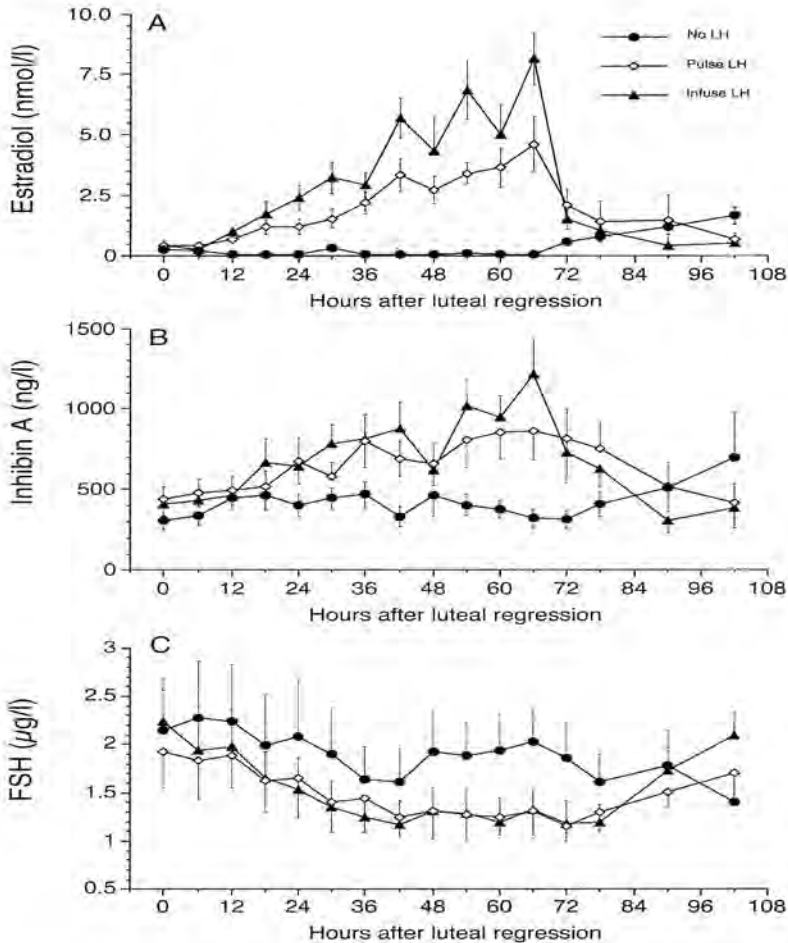 A
10.0
7.5
5.0
2.5
0
Estradiol (nmol/l)
No LH
Pulse LH
Infuse LH
0 12 24 36 48 60 72 84 96 108
Hours after luteal regression
B
1500
1000
500
0
Inhibin A (ng/l)
0 12 24 36 48 60 72 84 96 108
Hours after luteal regression
C
3
2.5
2
1.5
1
0.5
FSH (µg/l)
0 12 24 36 48 60 72 84 96 108
Hours after luteal regression